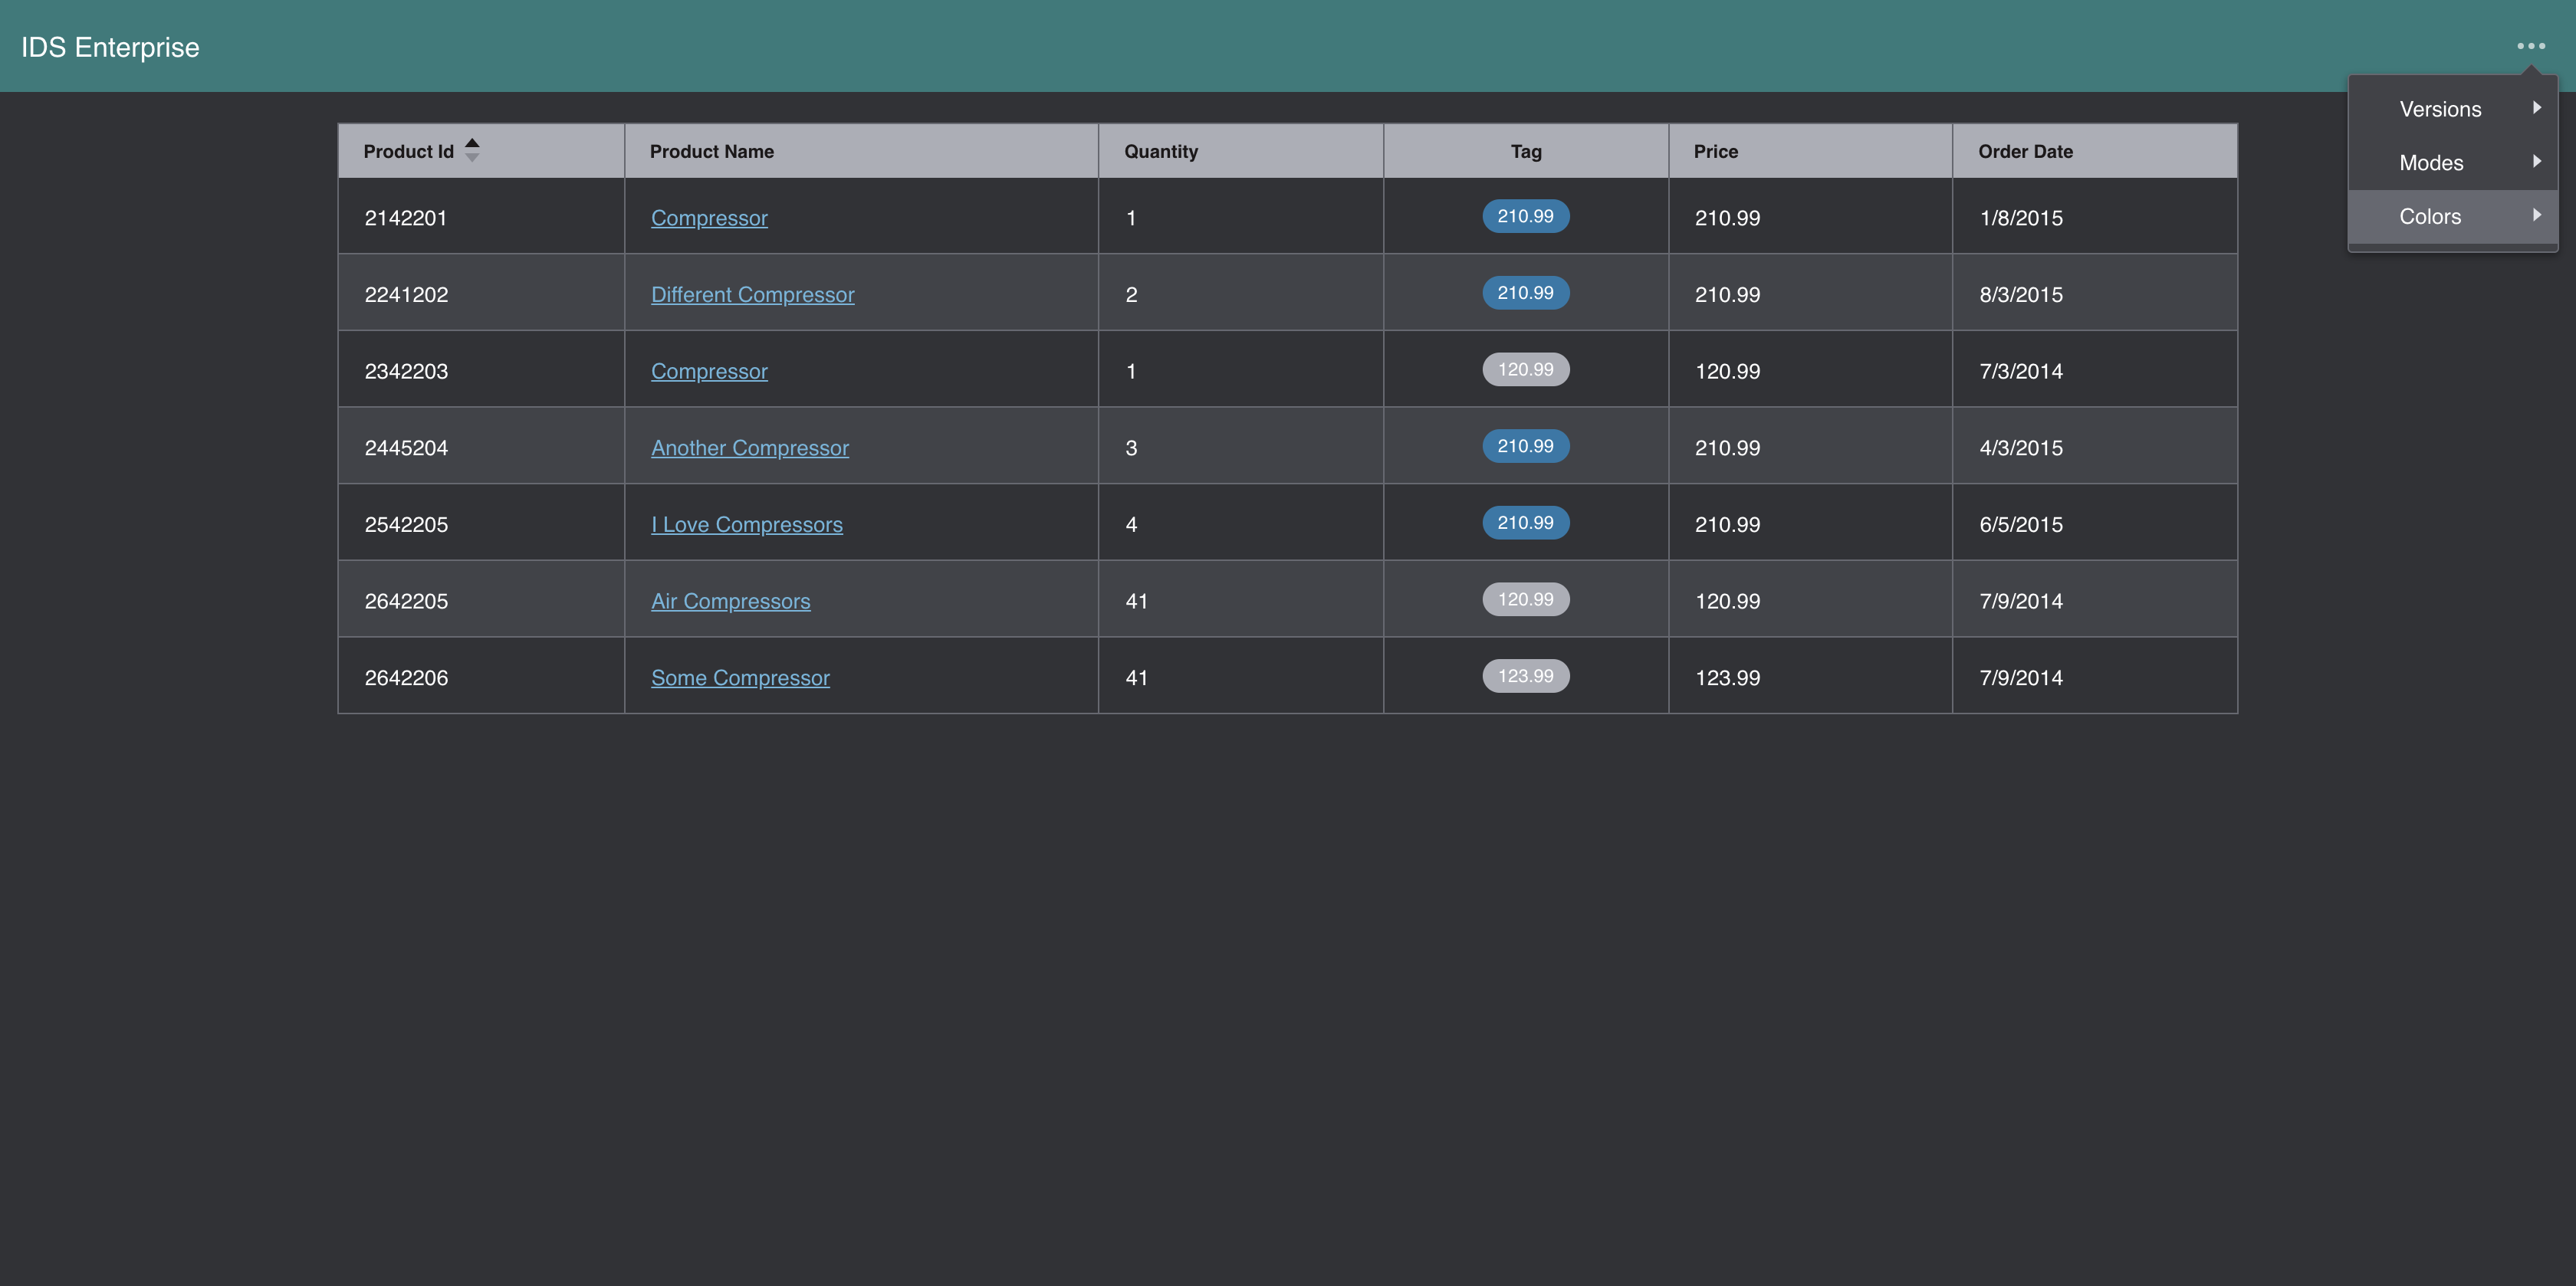 IDS Enterprise
Versions
Modes
Colors
Product Id Product Name Quantity Tag Price Order Date
2142201 Compressor 1 210.99 210.99 1/8/2015
2241202 Different Compressor 2 210.99 210.99 8/3/2015
2342203 Compressor 1 120.99 120.99 7/3/2014
2445204 Another Compressor 3 210.99 210.99 4/3/2015
2542205 I Love Compressors 4 210.99 210.99 6/5/2015
2642205 Air Compressors 41 120.99 120.99 7/9/2014
2642206 Some Compressor 41 123.99 123.99 7/9/2014